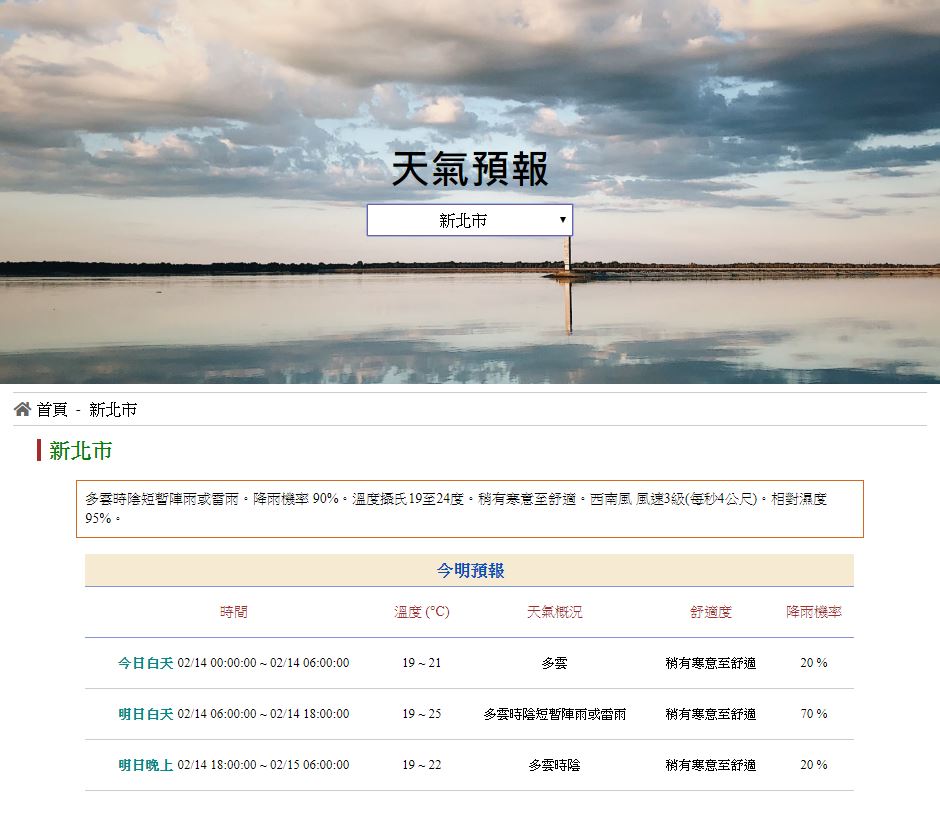 天氣預報
新北市 ▼
首頁 - 新北市
新北市
多雲時陰短暫陣雨或雷雨。降雨機率 90%。溫度攝氏19至24度。稍有寒意至舒適。西南風 風速3級(每秒4公尺)。相對濕度
95%。
今明預報
時間 溫度 (°C) 天氣概況 舒適度 降雨機率
今日白天 02/14 00:00:00 ~ 02/14 06:00:00 19 ~ 21 多雲 稍有寒意至舒適 20 %
明日白天 02/14 06:00:00 ~ 02/14 18:00:00 19 ~ 25 多雲時陰短暫陣雨或雷雨 稍有寒意至舒適 70 %
明日晚上 02/14 18:00:00 ~ 02/15 06:00:00 19 ~ 22 多雲時陰 稍有寒意至舒適 20 %